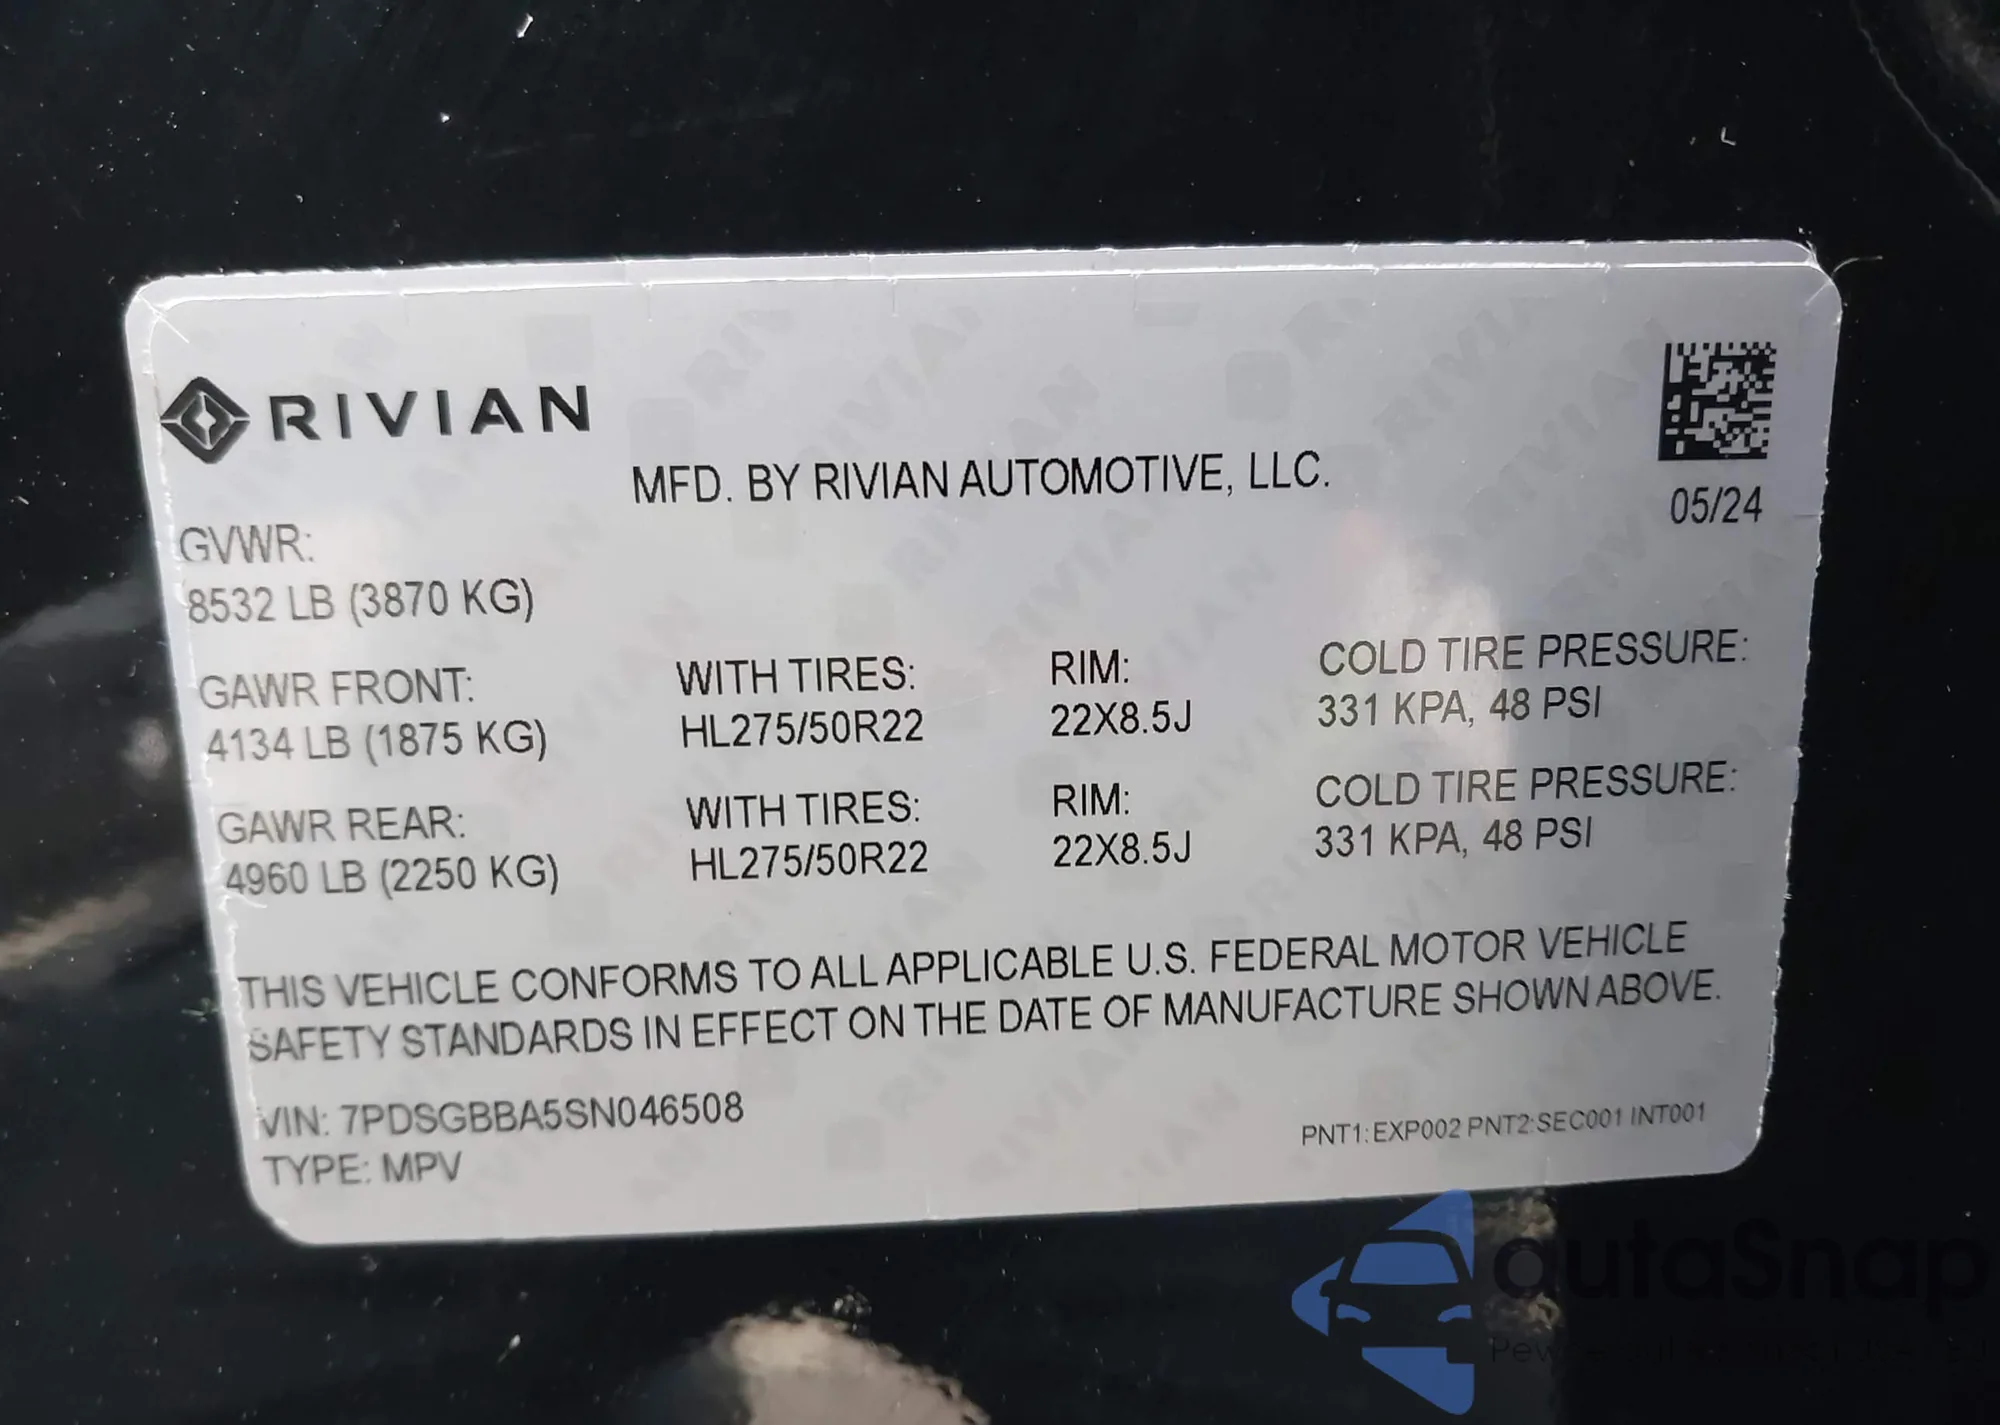 RIVIAN
MFD. BY RIVIAN AUTOMOTIVE, LLC.
05/24
GVWR:
8532 LB (3870 KG)
GAWR FRONT: WITH TIRES: RIM: COLD TIRE PRESSURE:
4134 LB (1875 KG) HL275/50R22 22X8.5J 331 KPA, 48 PSI
GAWR REAR: WITH TIRES: RIM: COLD TIRE PRESSURE:
4960 LB (2250 KG) HL275/50R22 22X8.5J 331 KPA, 48 PSI
THIS VEHICLE CONFORMS TO ALL APPLICABLE U.S. FEDERAL MOTOR VEHICLE
SAFETY STANDARDS IN EFFECT ON THE DATE OF MANUFACTURE SHOWN ABOVE.
VIN: 7PDSGBBA5SN046508
TYPE: MPV
PNT1:EXP002 PNT2:SEC001 INT001
autaSnap